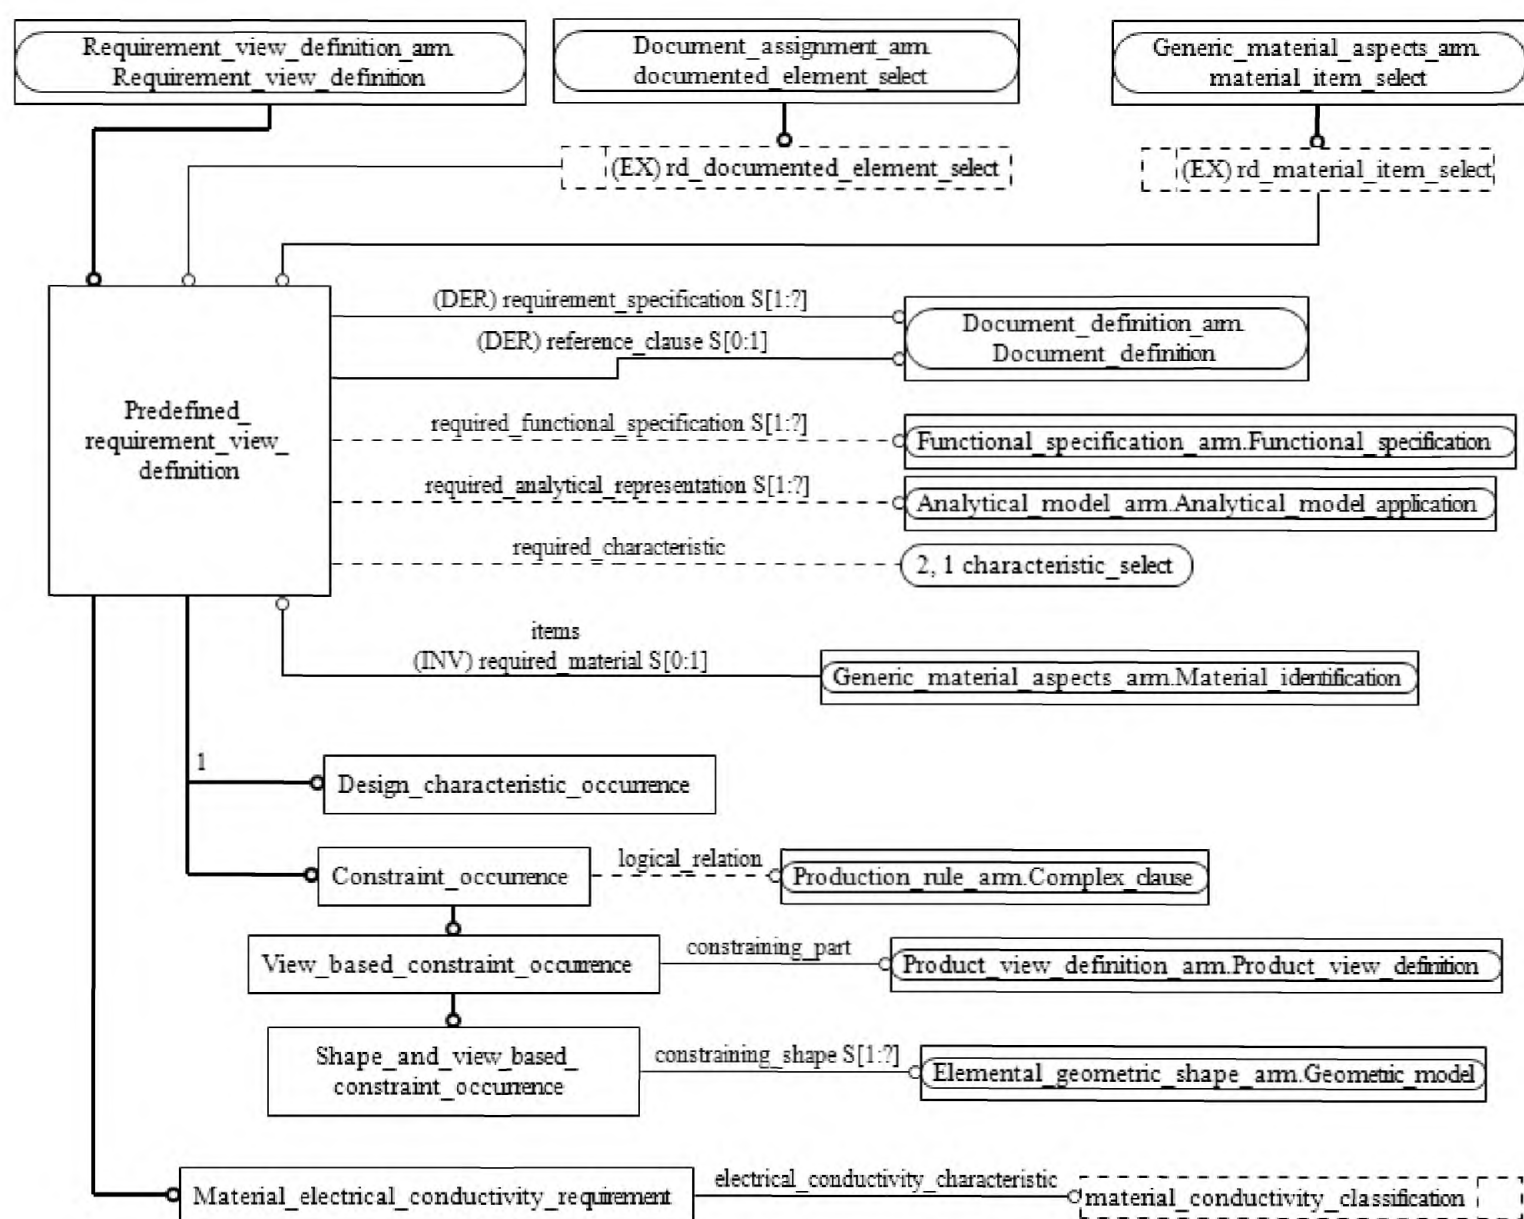 Requirement_view_definition_arm.
Requirement_view_definition
Document_assignment_arm.
documented_element_select
Generic_material_aspects_arm.
material_item_select
(EX) rd_documented_element_select
(EX) rd_material_item_select
(DER) requirement_specification S[1:?]
(DER) reference_clause S[0:1]
Document_definition_arm.
Document_definition
Predefined_
requirement_view_
definition
required_functional_specification S[1:?]
Functional_specification_arm.Functional_specification
required_analytical_representation S[1:?]
Analytical_model_arm.Analytical_model_application
required_characteristic
2, 1 characteristic_select
items
(INV) required_material S[0:1]
Generic_material_aspects_arm.Material_identification
1
Design_characteristic_occurrence
Constraint_occurrence
logical_relation
Production_rule_arm.Complex_clause
View_based_constraint_occurrence
constraining_part
Product_view_definition_arm.Product_view_definition
Shape_and_view_based_
constraint_occurrence
constraining_shape S[1:?]
Elemental_geometric_shape_arm.Geometric_model
Material_electrical_conductivity_requirement
electrical_conductivity_characteristic
material_conductivity_classification